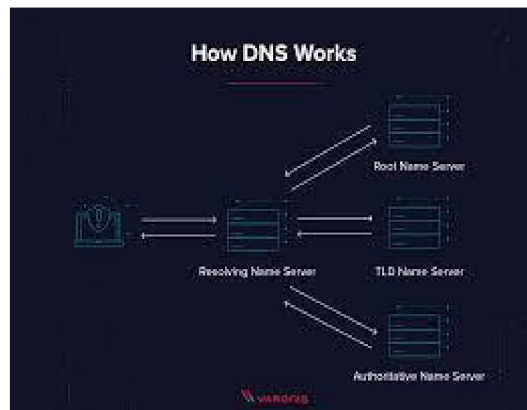 How DNS Works
Root Name Server
Resolving Name Server
TLD Name Server
Authoritative Name Server
VARONIS